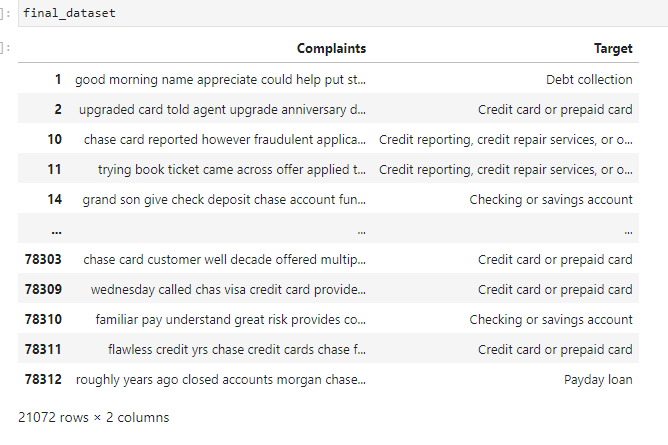 ]: final_dataset
]:
Complaints Target
1 good morning name appreciate could help put st... Debt collection
2 upgraded card told agent upgrade anniversary d... Credit card or prepaid card
10 chase card reported however fraudulent applica... Credit reporting, credit repair services, or o...
11 trying book ticket came across offer applied t... Credit reporting, credit repair services, or o...
14 grand son give check deposit chase account fun... Checking or savings account
... ... ...
78303 chase card customer well decade offered multip... Credit card or prepaid card
78309 wednesday called chas visa credit card provide... Credit card or prepaid card
78310 familiar pay understand great risk provides co... Checking or savings account
78311 flawless credit yrs chase credit cards chase f... Credit card or prepaid card
78312 roughly years ago closed accounts morgan chase... Payday loan
21072 rows × 2 columns